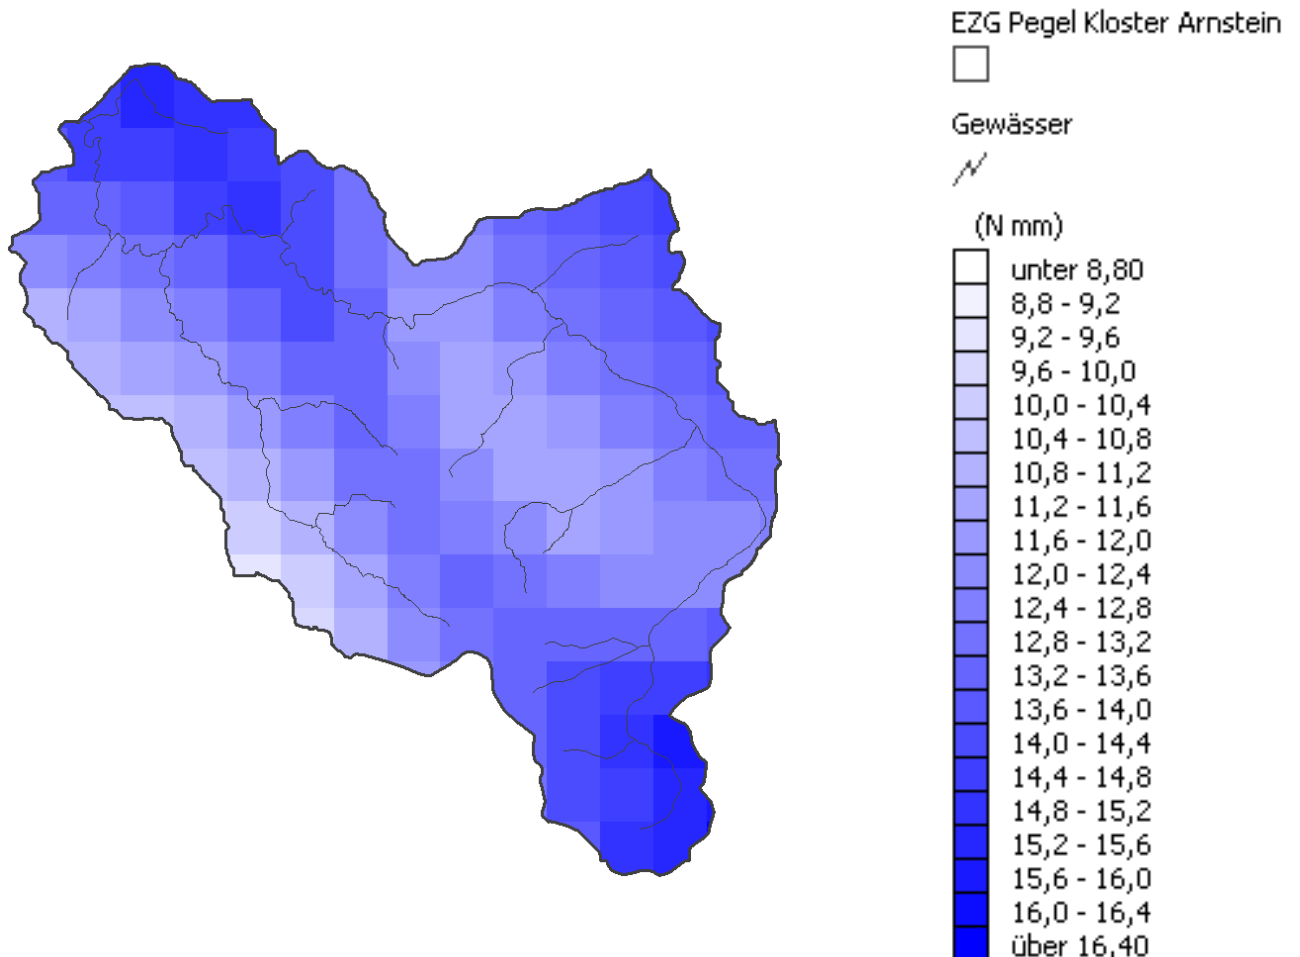 EZG Pegel Kloster Arnstein
Gewässer
(N mm)
unter 8,80
8,8 - 9,2
9,2 - 9,6
9,6 - 10,0
10,0 - 10,4
10,4 - 10,8
10,8 - 11,2
11,2 - 11,6
11,6 - 12,0
12,0 - 12,4
12,4 - 12,8
12,8 - 13,2
13,2 - 13,6
13,6 - 14,0
14,0 - 14,4
14,4 - 14,8
14,8 - 15,2
15,2 - 15,6
15,6 - 16,0
16,0 - 16,4
über 16,40